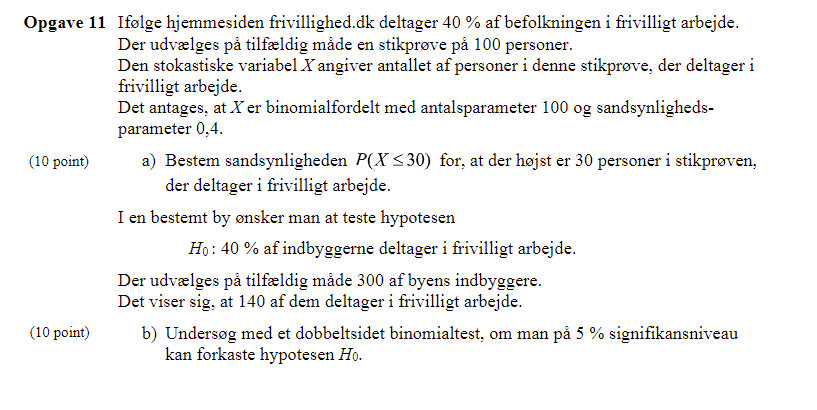 Opgave 11 Ifølge hjemmesiden frivillighed.dk deltager 40 % af befolkningen i frivilligt arbejde.
Der udvælges på tilfældig måde en stikprøve på 100 personer.
Den stokastiske variabel X angiver antallet af personer i denne stikprøve, der deltager i
frivilligt arbejde.
Det antages, at X er binomialfordelt med antalsparameter 100 og sandsynligheds-
parameter 0,4.
(10 point) a) Bestem sandsynligheden P(X ≤ 30) for, at der højst er 30 personer i stikprøven,
der deltager i frivilligt arbejde.
I en bestemt by ønsker man at teste hypotesen
H₀: 40 % af indbyggerne deltager i frivilligt arbejde.
Der udvælges på tilfældig måde 300 af byens indbyggere.
Det viser sig, at 140 af dem deltager i frivilligt arbejde.
(10 point) b) Undersøg med et dobbeltsidet binomialtest, om man på 5 % signifikansniveau
kan forkaste hypotesen H₀.